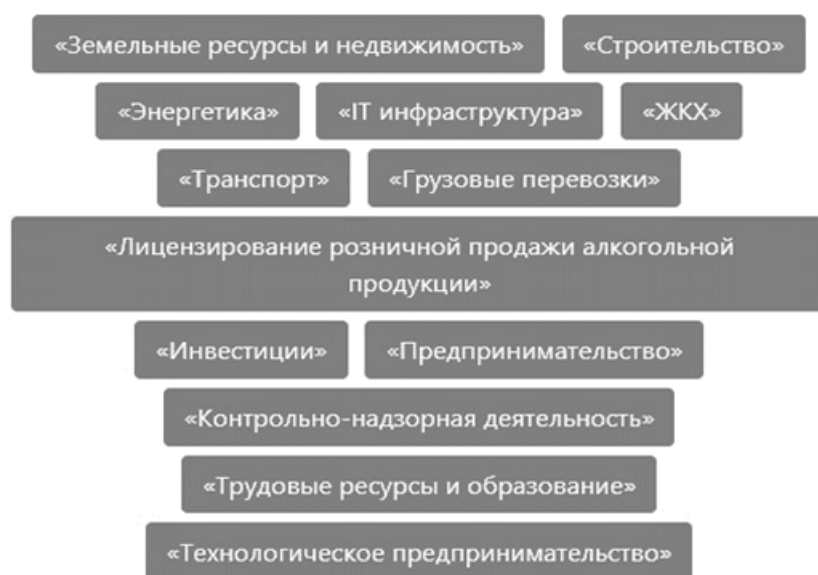 «Земельные ресурсы и недвижимость» «Строительство»
«Энергетика» «IT инфраструктура» «ЖКХ»
«Транспорт» «Грузовые перевозки»
«Лицензирование розничной продажи алкогольной
продукции»
«Инвестиции» «Предпринимательство»
«Контрольно-надзорная деятельность»
«Трудовые ресурсы и образование»
«Технологическое предпринимательство»